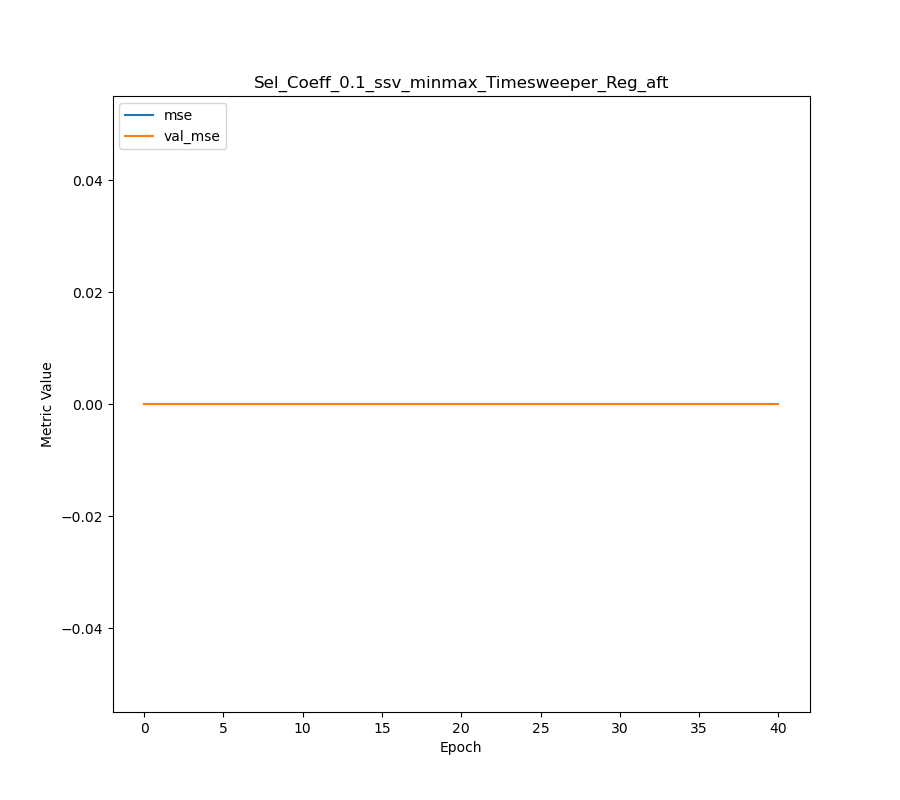 Sel_Coeff_0.1_ssv_minmax_Timesweeper_Reg_aft
mse
val_mse
0.04
0.02
0.00
−0.02
−0.04
Metric Value
0 5 10 15 20 25 30 35 40
Epoch